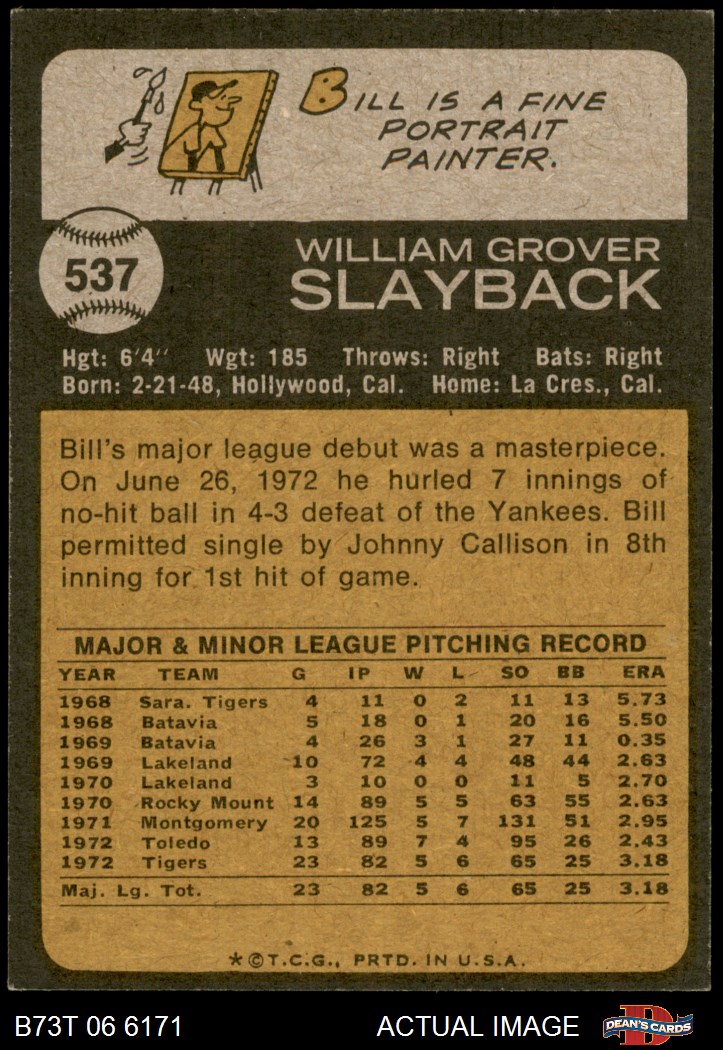 BILL IS A FINE
PORTRAIT
PAINTER.
537
WILLIAM GROVER
SLAYBACK
Hgt: 6'4" Wgt: 185 Throws: Right Bats: Right
Born: 2-21-48, Hollywood, Cal. Home: La Cres., Cal.
Bill's major league debut was a masterpiece.
On June 26, 1972 he hurled 7 innings of
no-hit ball in 4-3 defeat of the Yankees. Bill
permitted single by Johnny Callison in 8th
inning for 1st hit of game.
MAJOR & MINOR LEAGUE PITCHING RECORD
YEAR TEAM G IP W L SO BB ERA
1968 Sara. Tigers 4 11 0 2 11 13 5.73
1968 Batavia 5 18 0 1 20 16 5.50
1969 Batavia 4 26 3 1 27 11 0.35
1969 Lakeland 10 72 4 4 48 44 2.63
1970 Lakeland 3 10 0 0 11 5 2.70
1970 Rocky Mount 14 89 5 5 63 55 2.63
1971 Montgomery 20 125 5 7 131 51 2.95
1972 Toledo 13 89 7 4 95 26 2.43
1972 Tigers 23 82 5 6 65 25 3.18
Maj. Lg. Tot. 23 82 5 6 65 25 3.18
*©T.C.G., PRTD. IN U.S.A.
B73T 06 6171 ACTUAL IMAGE DEAN'S CARDS